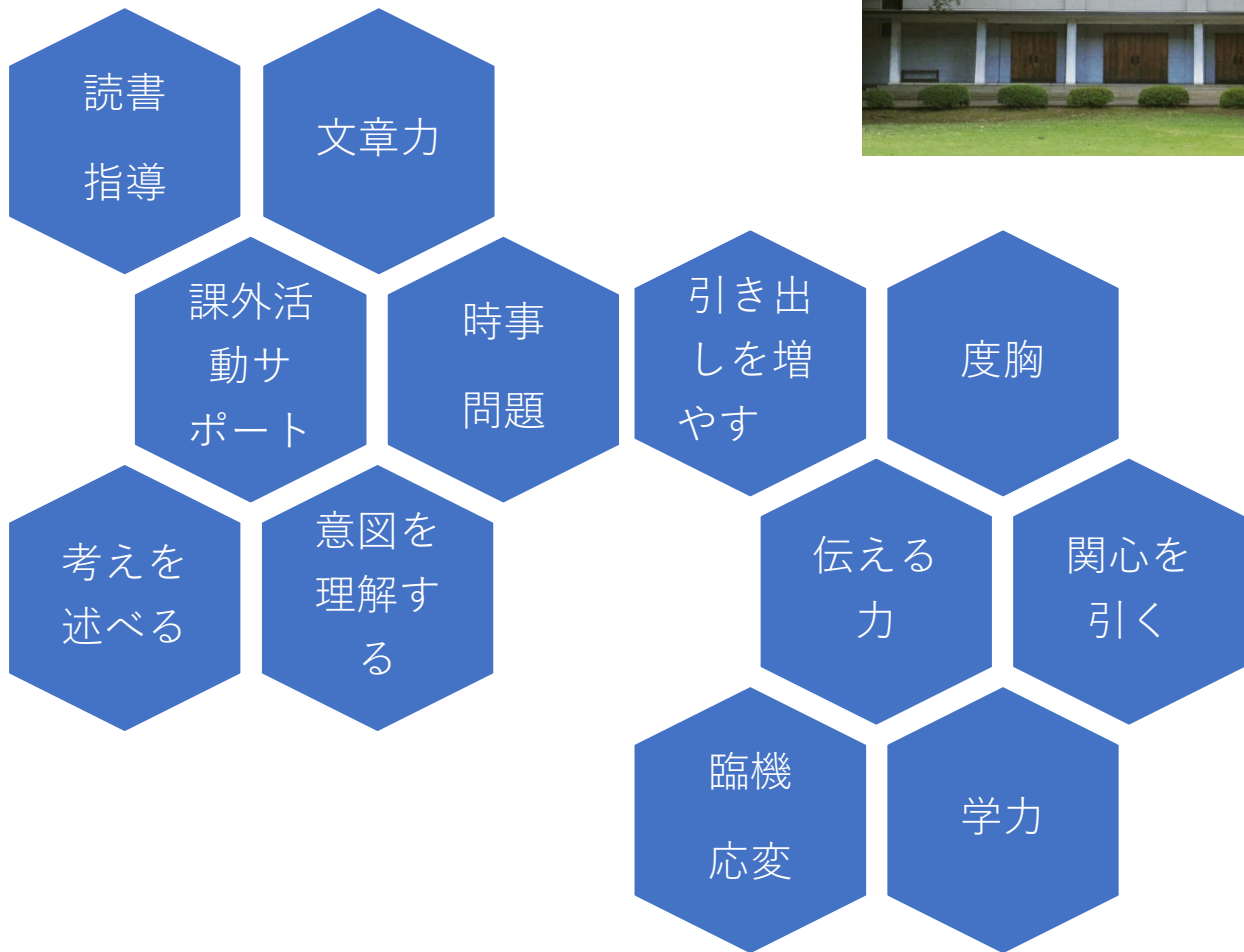 読書
指導
文章力
課外活
動サ
ポート
時事
問題
引き出
しを増
やす
度胸
考えを
述べる
意図を
理解す
る
伝える
力
関心を
引く
臨機
応変
学力